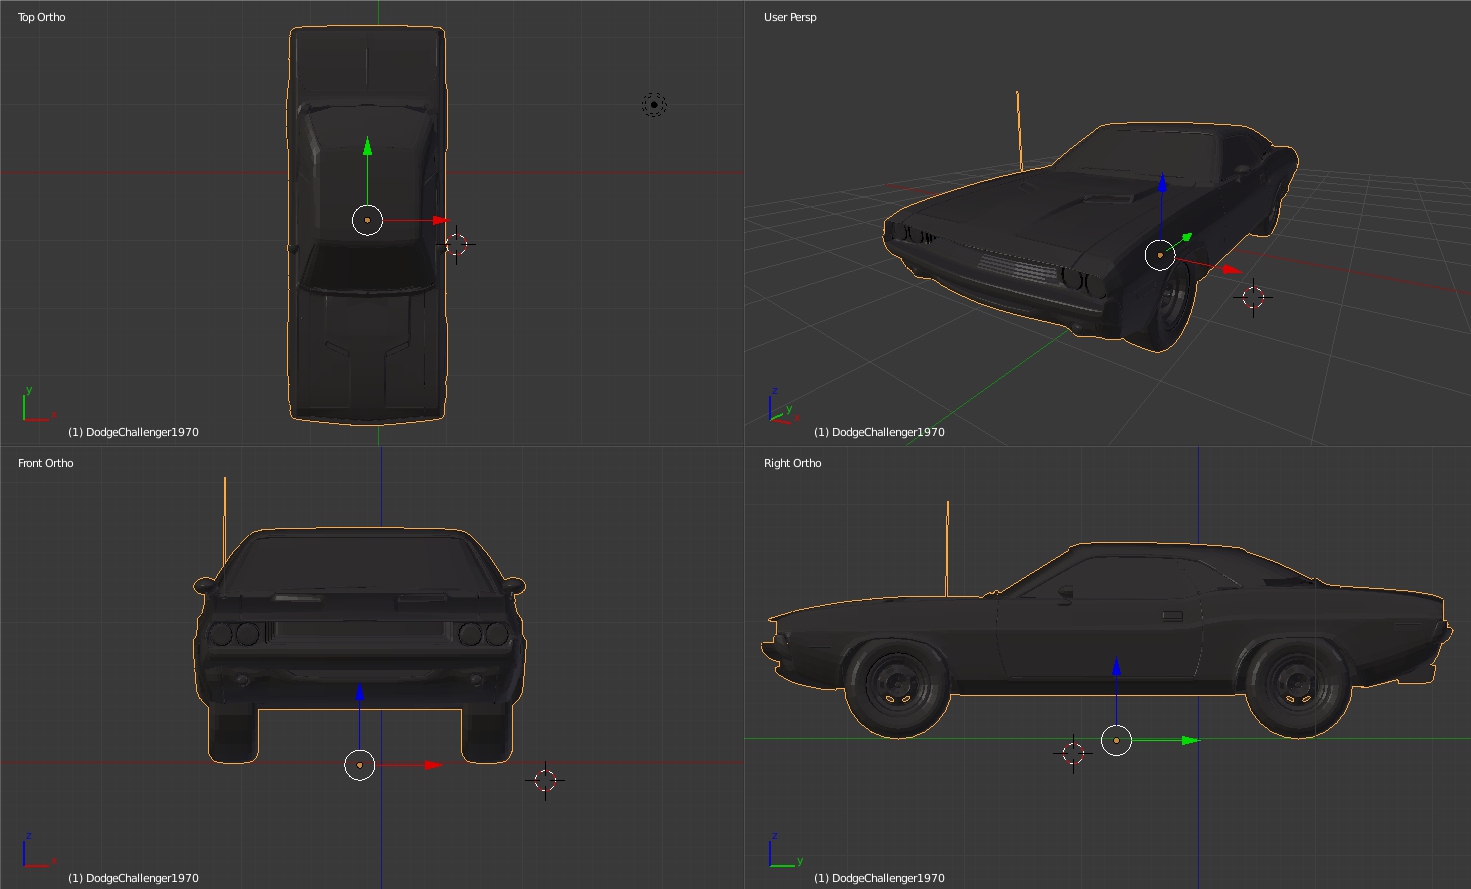 Top Ortho
y
x
(1) DodgeChallenger1970
User Persp
z
y
x
(1) DodgeChallenger1970
Front Ortho
z
x
(1) DodgeChallenger1970
Right Ortho
z
y
(1) DodgeChallenger1970